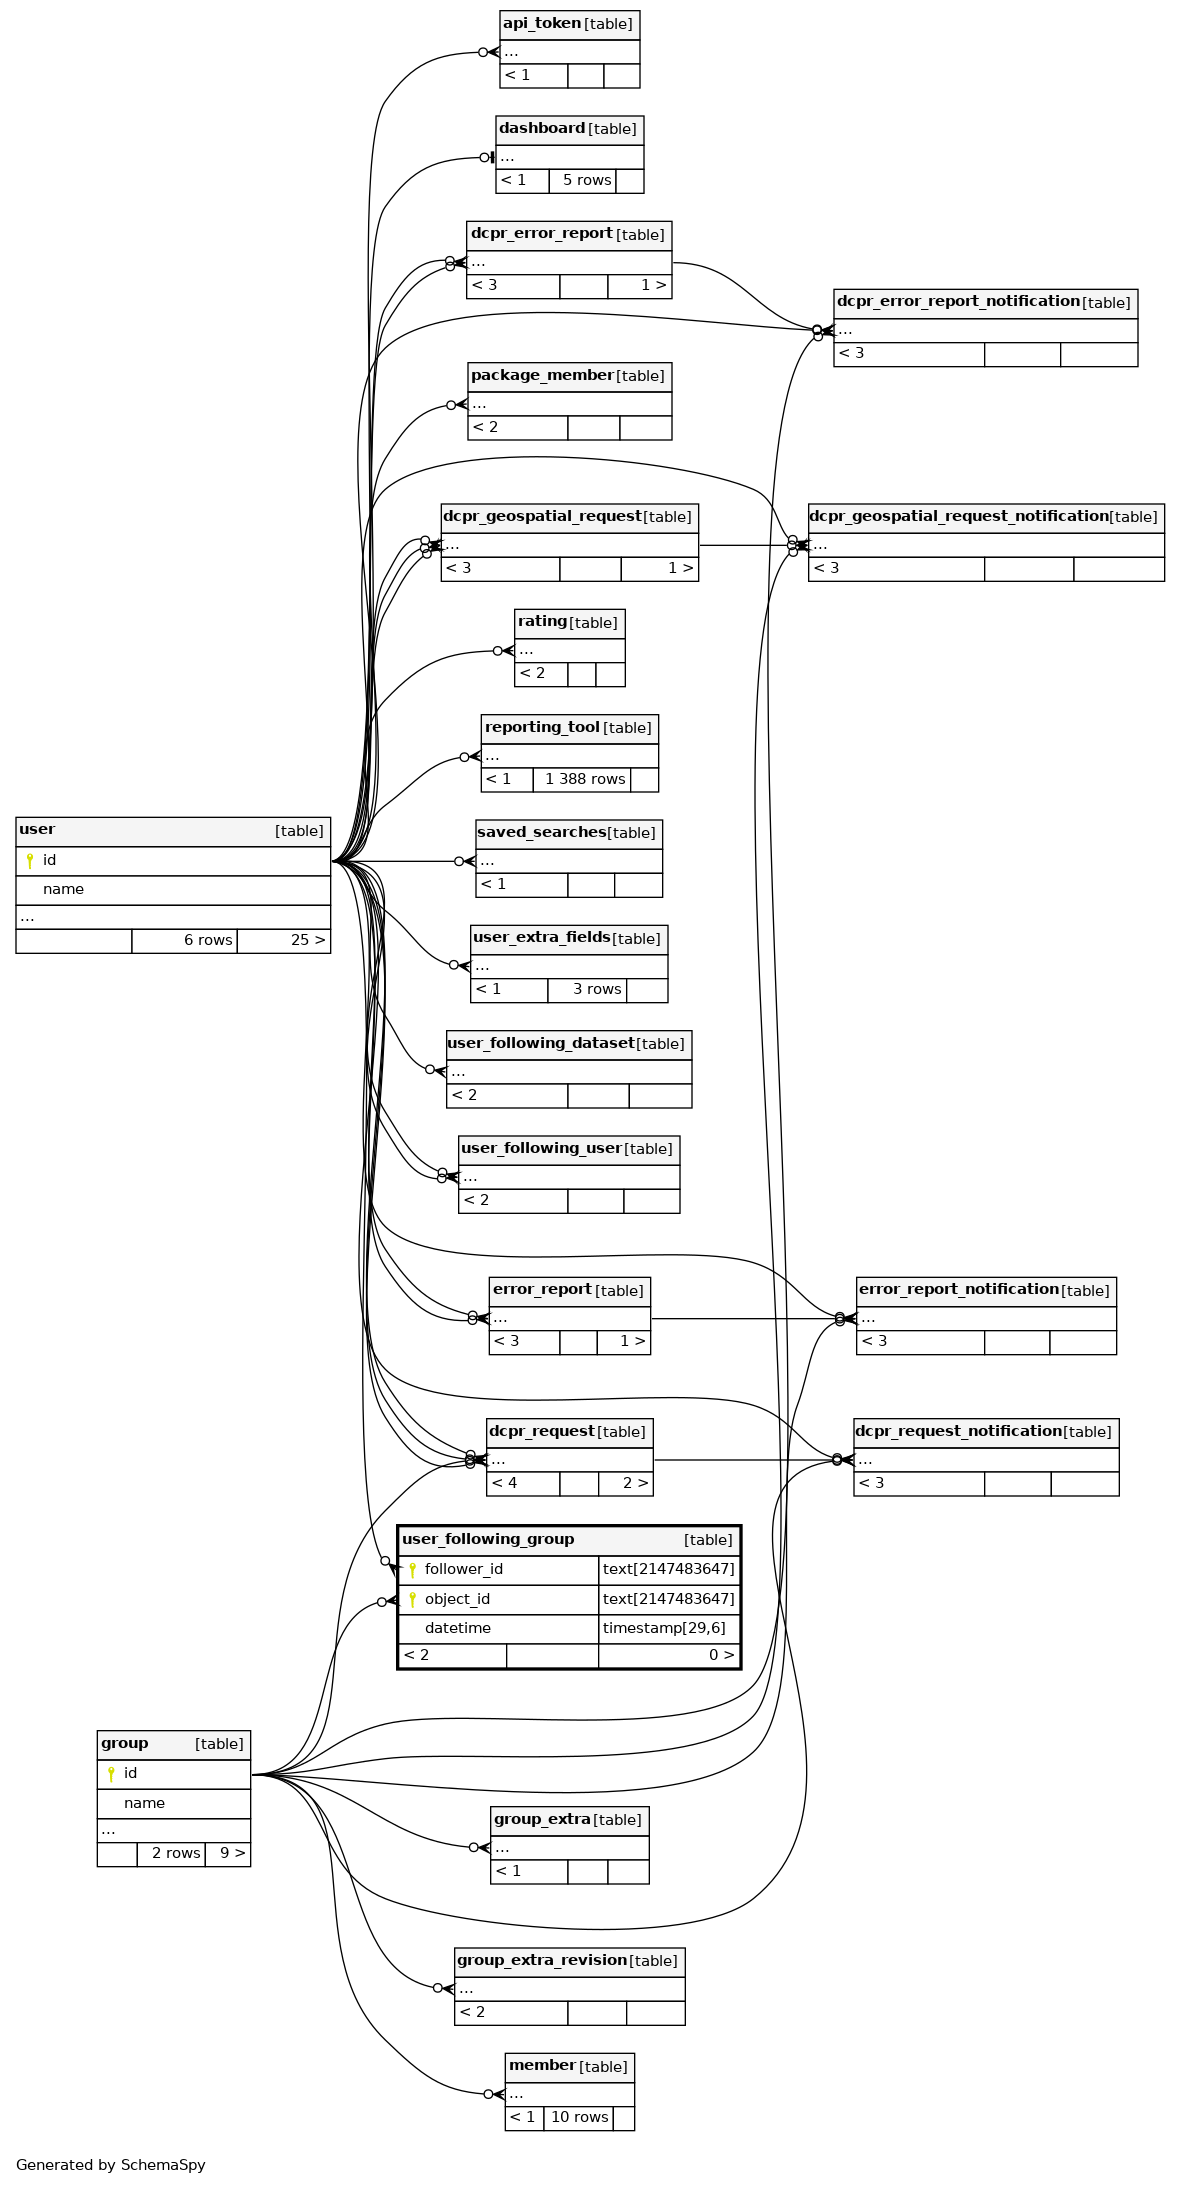 api_token [table]
...
< 1
dashboard [table]
...
< 1 5 rows
dcpr_error_report [table]
...
< 3 1 >
dcpr_error_report_notification [table]
...
< 3
package_member [table]
...
< 2
dcpr_geospatial_request [table]
...
< 3 1 >
dcpr_geospatial_request_notification [table]
...
< 3
rating [table]
...
< 2
reporting_tool [table]
...
< 1 1 388 rows
user [table]
id
name
...
6 rows 25 >
saved_searches [table]
...
< 1
user_extra_fields [table]
...
< 1 3 rows
user_following_dataset [table]
...
< 2
user_following_user [table]
...
< 2
error_report [table]
...
< 3 1 >
error_report_notification [table]
...
< 3
dcpr_request [table]
...
< 4 2 >
dcpr_request_notification [table]
...
< 3
user_following_group [table]
follower_id text[2147483647]
object_id text[2147483647]
datetime timestamp[29,6]
< 2 0 >
group [table]
id
name
...
2 rows 9 >
group_extra [table]
...
< 1
group_extra_revision [table]
...
< 2
member [table]
...
< 1 10 rows
Generated by SchemaSpy